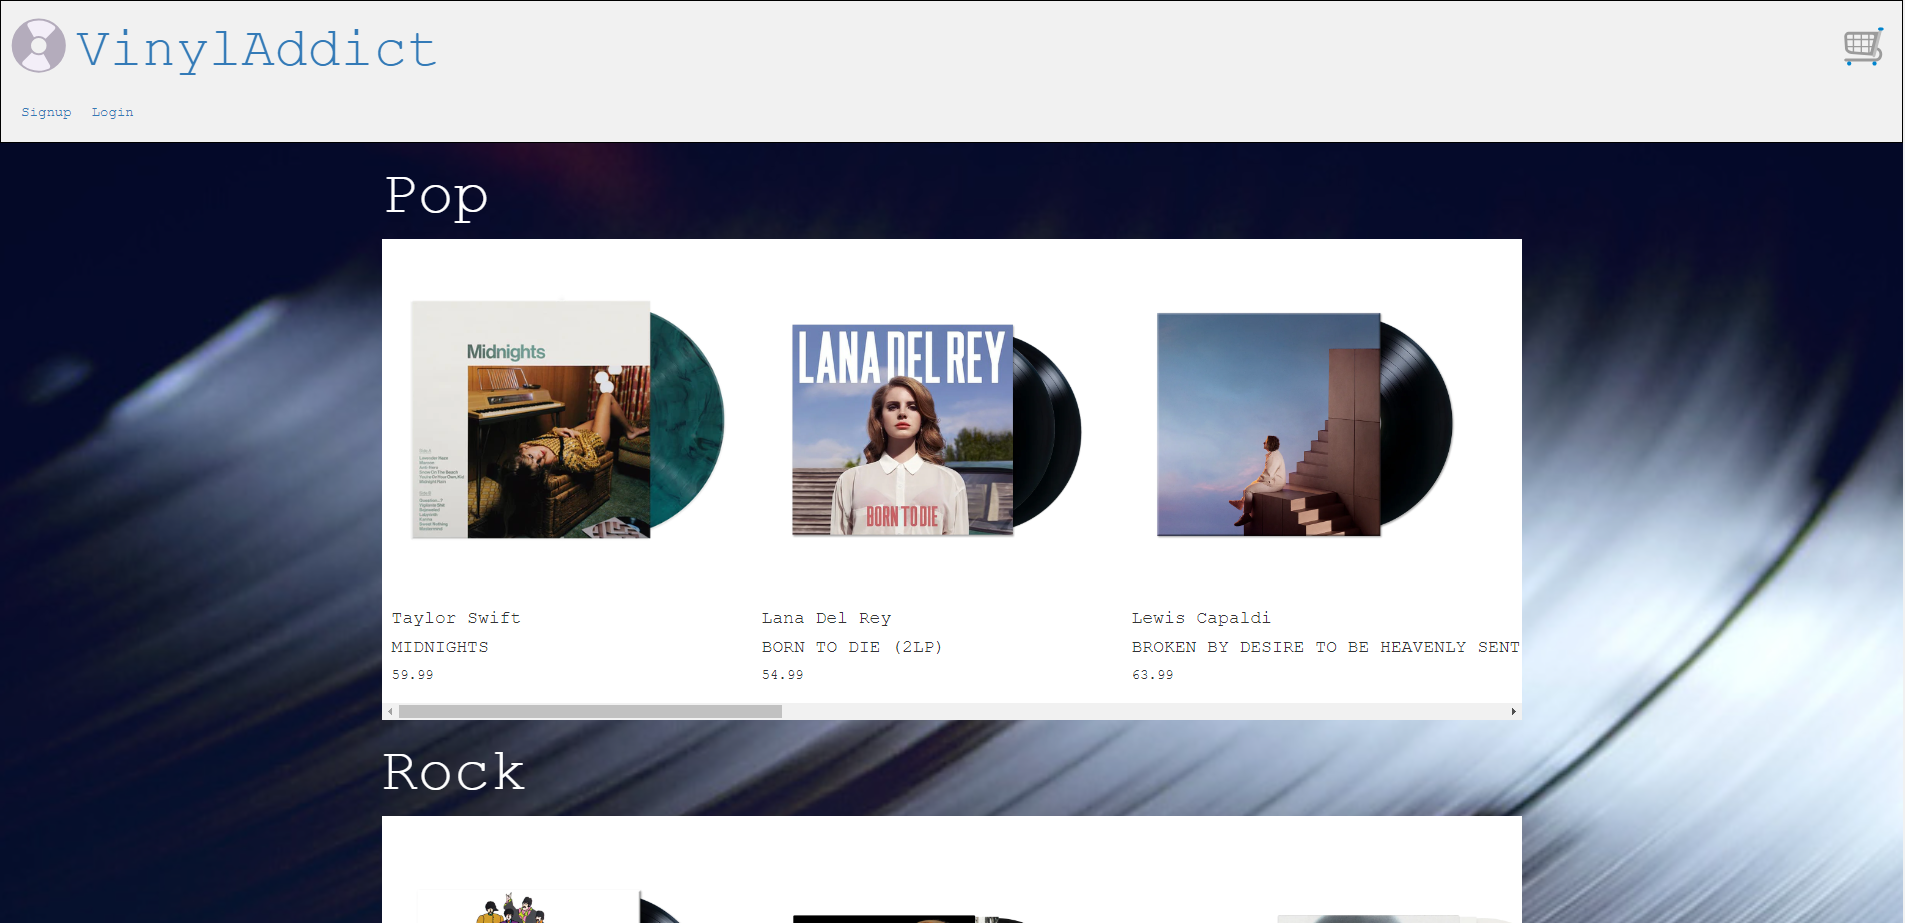 VinylAddict
Signup Login
Pop
Midnights
LANA DEL REY
BORN TO DIE
Taylor Swift
Lana Del Rey
Lewis Capaldi
MIDNIGHTS
BORN TO DIE (2LP)
BROKEN BY DESIRE TO BE HEAVENLY SENT
59.99
54.99
63.99
Rock